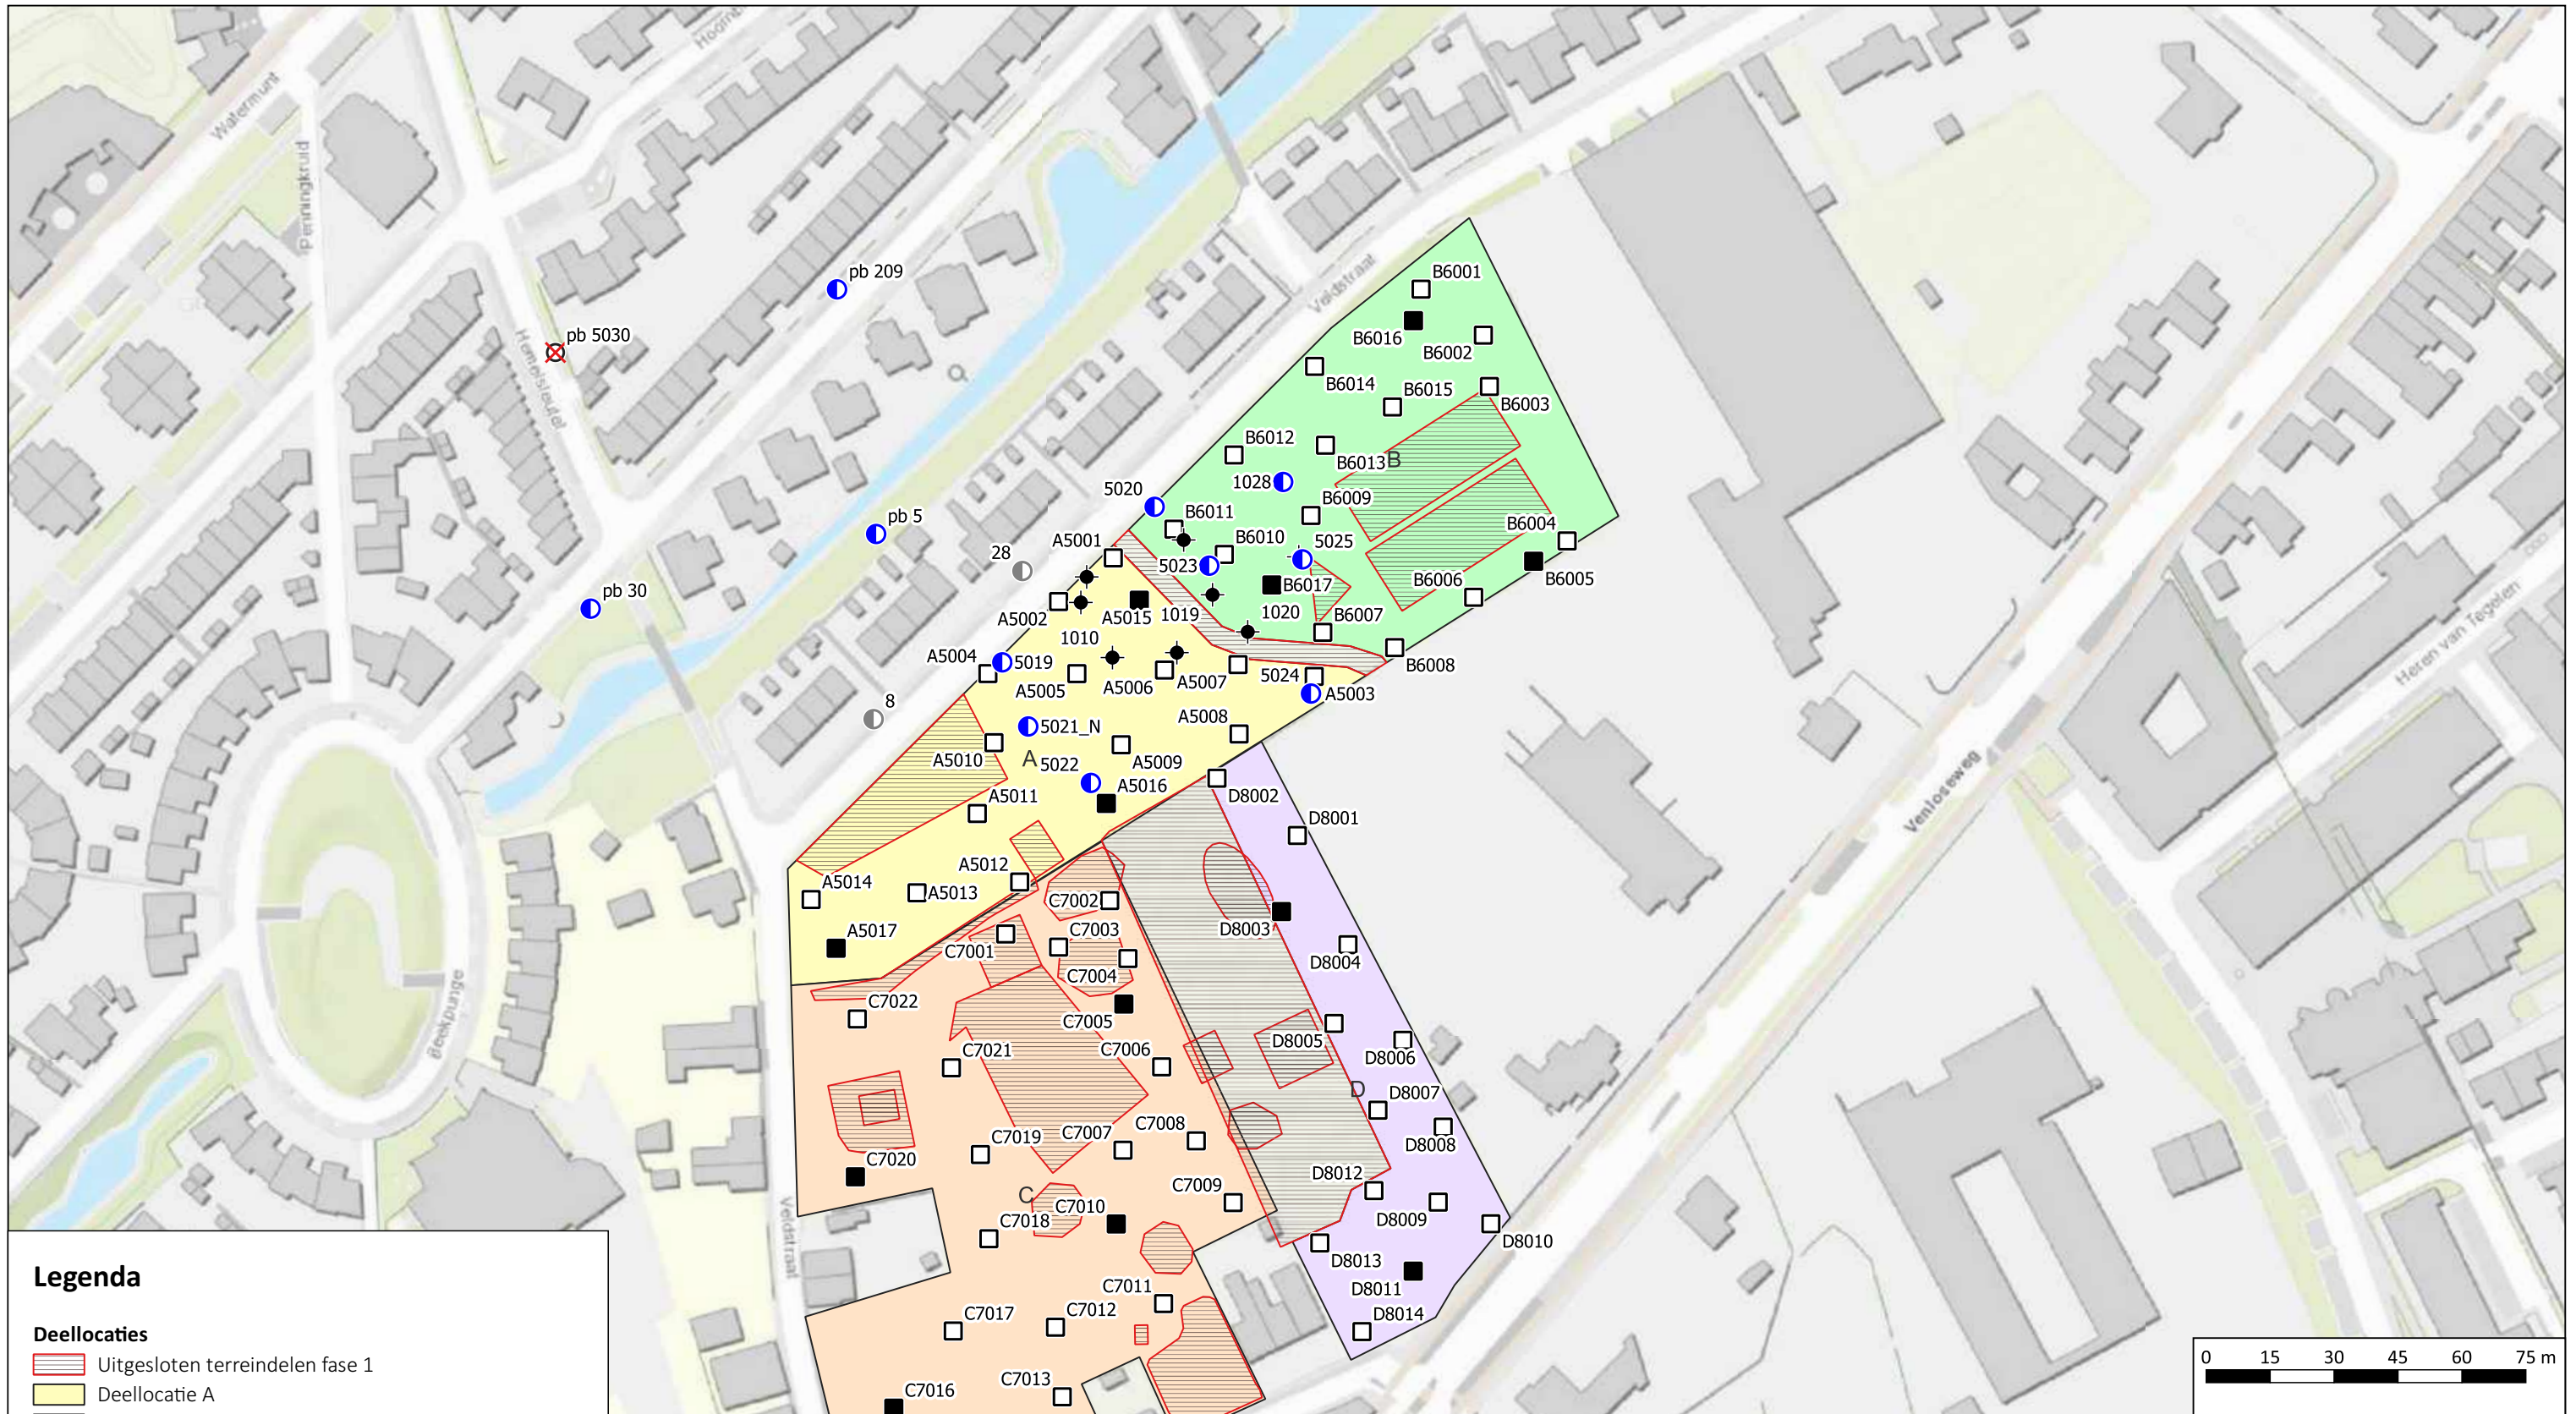 Hoornb
Watermunt
Penningkruid
Hemelsleutel
Veldstraat
pb 209
pb 5030
B6001
B6016
B6002
B6014
B6015
B6003
B6012
B6013
B
1028
5020
B6009
B6011
B6004
pb 5
A5001
B6010
5025
28
5023
B6005
B6017
B6006
pb 30
A5002
A5015
1019
1020
B6007
1010
A5004
5019
B6008
A5005
A5006
A5007
5024
A5003
8
5021_N
A5008
A5010
A
5022
A5009
A5016
D8002
Heren van Tegelen
Venloseweg
A5011
D8001
A5012
A5014
A5013
C7002
A5017
C7003
D8003
C7001
D8004
C7004
C7022
C7005
Beekpunge
C7021
C7006
D8005
D8006
D
D8007
C7019
C7007
C7008
D8008
C7020
D8012
C7009
C
C7010
C7018
D8009
Veldstraat
D8010
D8013
C7011
D8011
C7017
C7012
D8014
C7013
C7016
Legenda
Deellocaties
Uitgesloten terreindelen fase 1
Deellocatie A
0 15 30 45 60 75 m